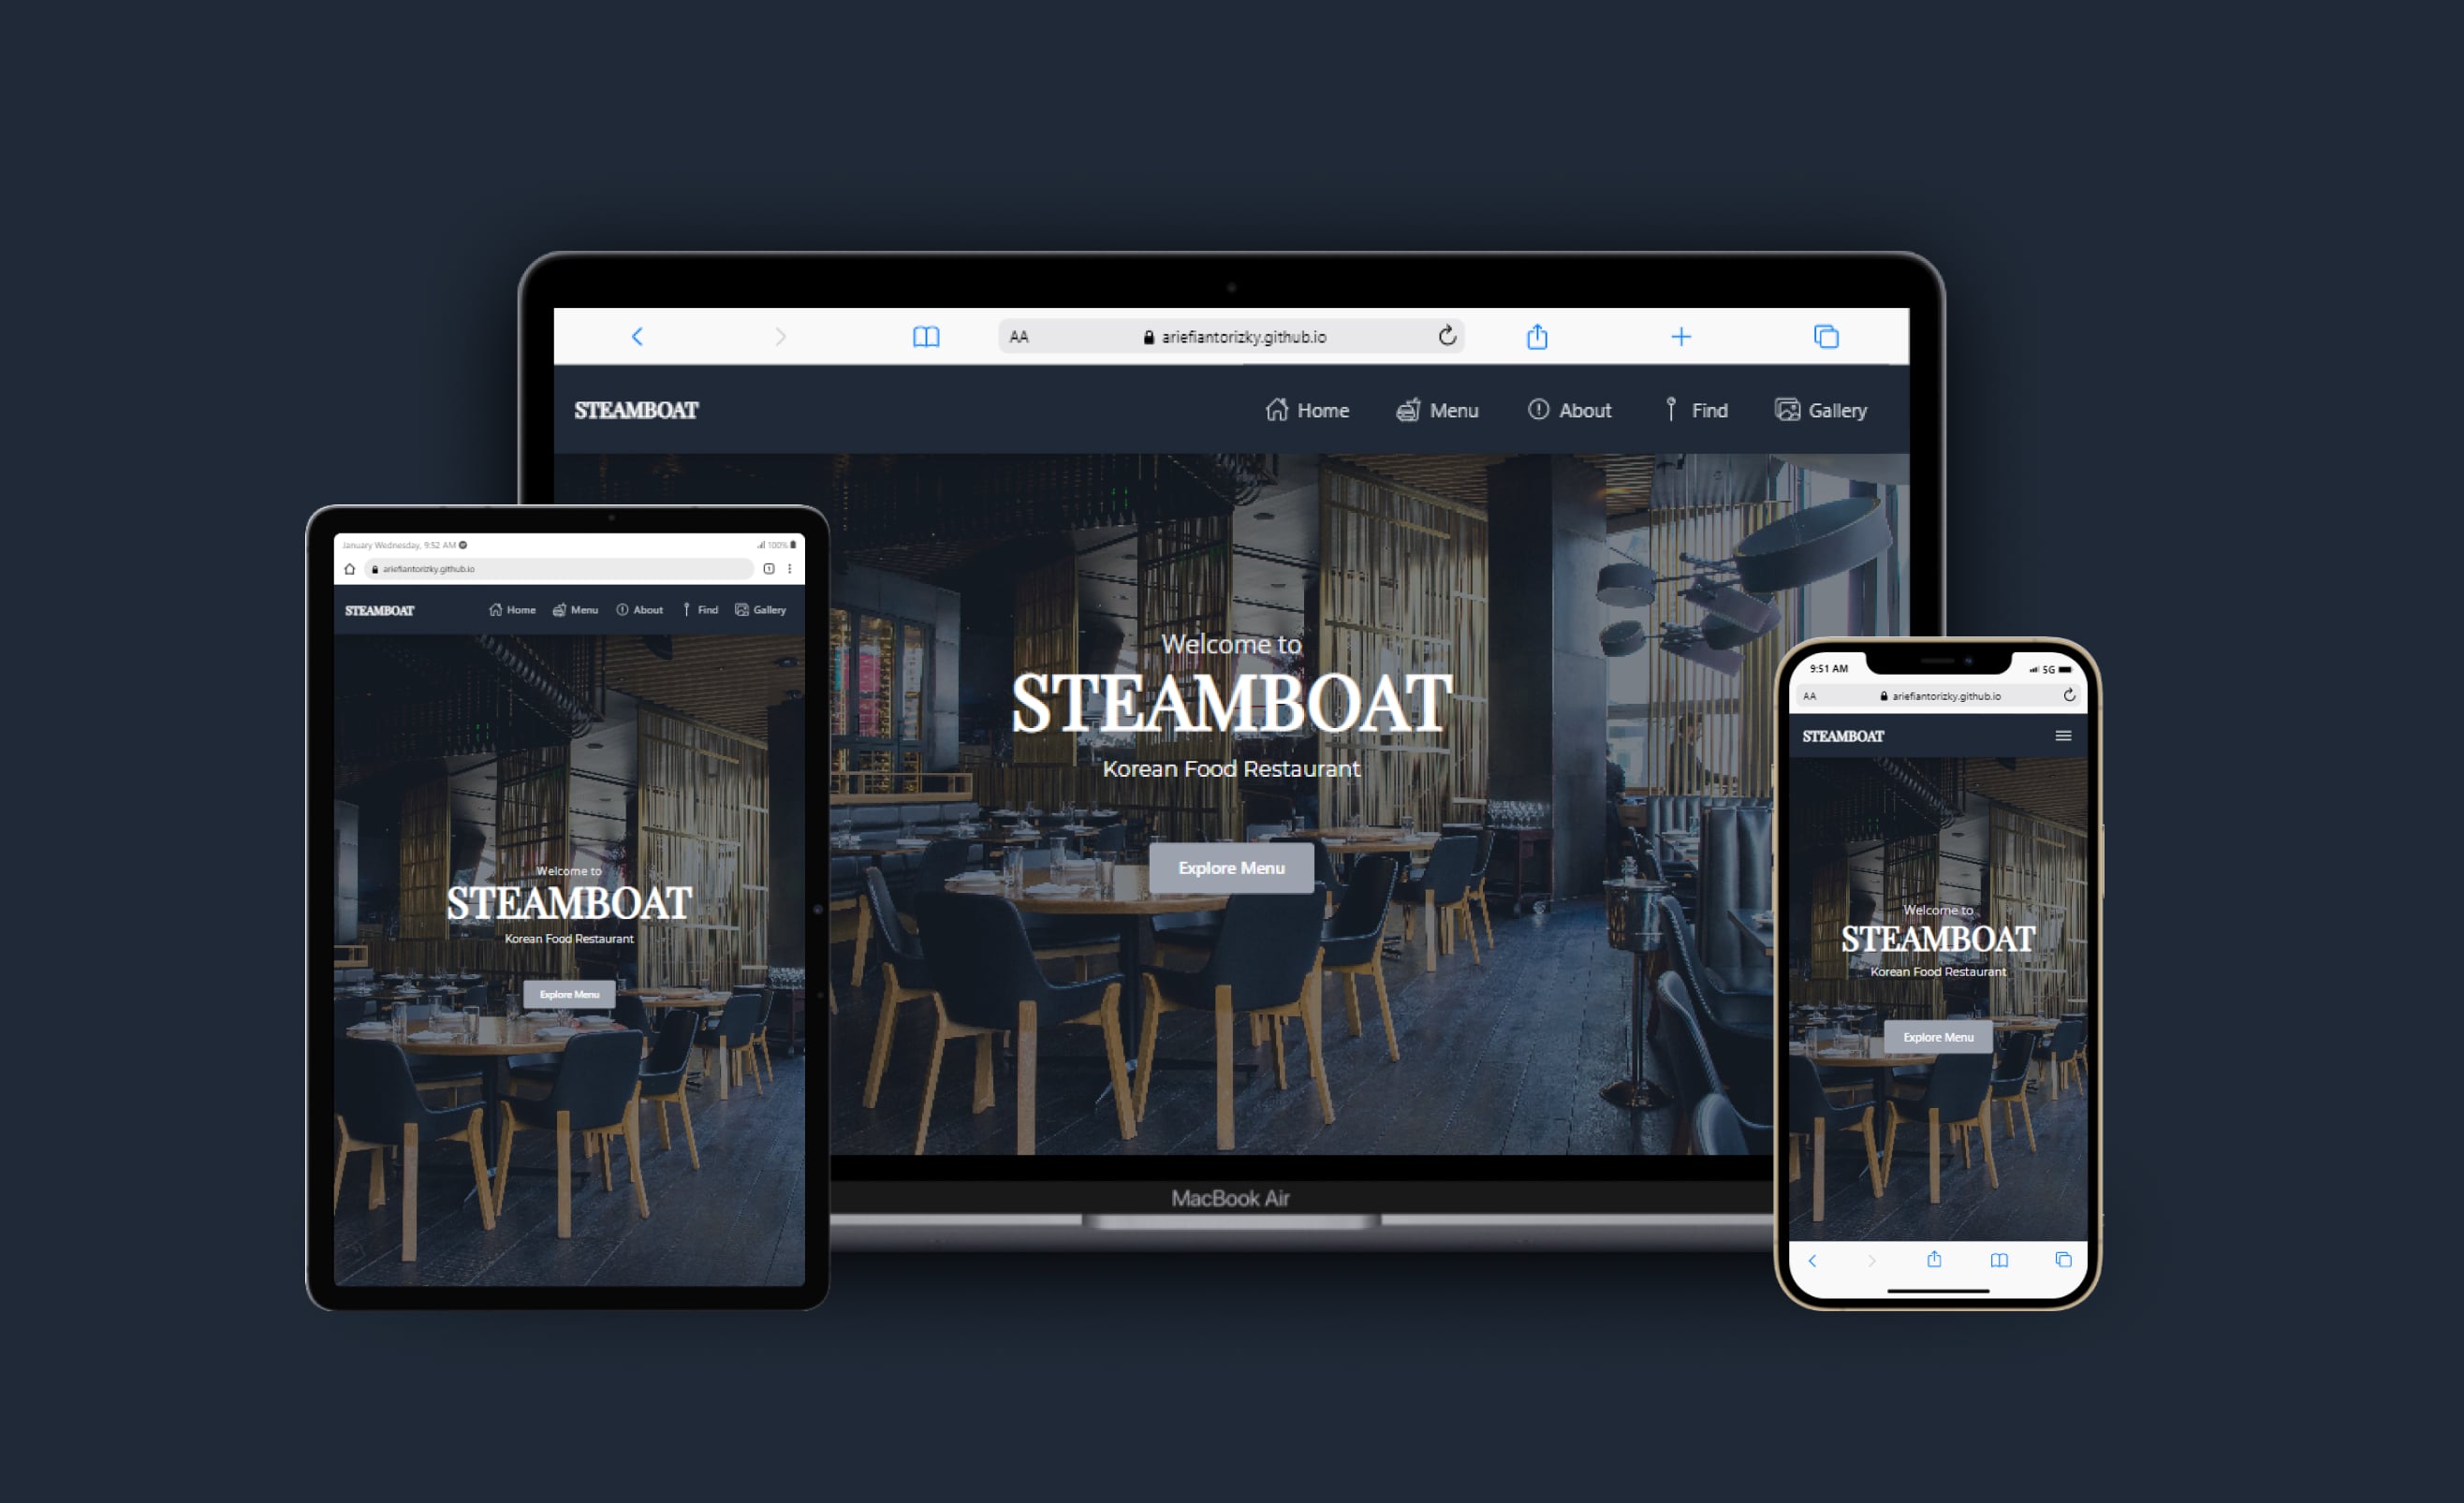 AA ariefiantorizky.github.io
STEAMBOAT Home Menu About Find Gallery
Welcome to
STEAMBOAT
Korean Food Restaurant
Explore Menu
MacBook Air
January Wednesday, 9:52 AM 100%
ariefiantorizky.github.io 1
STEAMBOAT Home Menu About Find Gallery
Welcome to
STEAMBOAT
Korean Food Restaurant
Explore Menu
9:51 AM 5G
AA ariefiantorizky.github.io
STEAMBOAT
Welcome to
STEAMBOAT
Korean Food Restaurant
Explore Menu